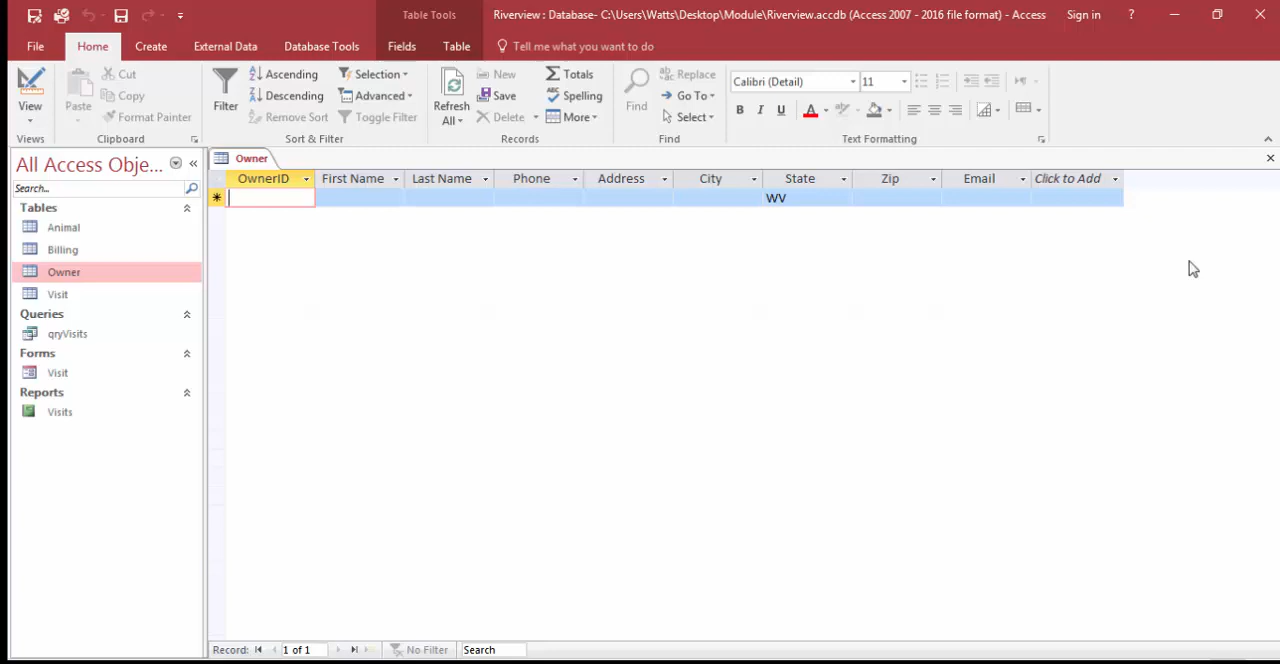 Table Tools
Riverview : Database- C:\Users\Watts\Desktop\Module\Riverview.accdb (Access 2007 - 2016 file format) - Access
Sign in
?
File Home Create External Data Database Tools Fields Table Tell me what you want to do
View
Paste
Cut
Copy
Format Painter
Filter
Ascending
Descending
Remove Sort
Selection
Advanced
Toggle Filter
Refresh
All
New
Save
Delete
Totals
Spelling
More
Find
Replace
Go To
Select
Calibri (Detail) 11
B I U A
Views Clipboard Sort & Filter Records Find Text Formatting
All Access Obje...
Search...
Tables
Animal
Billing
Owner
Visit
Queries
qryVisits
Forms
Visit
Reports
Visits
Owner
OwnerID First Name Last Name Phone Address City State Zip Email Click to Add
WV
Record: 1 of 1 No Filter Search